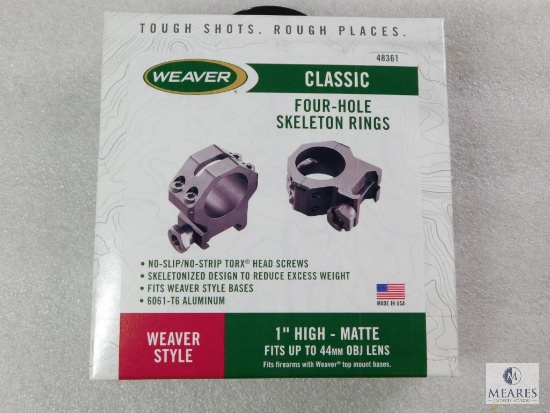 TOUGH SHOTS. ROUGH PLACES.
48361
WEAVER®
CLASSIC
FOUR-HOLE
SKELETON RINGS
• NO-SLIP/NO-STRIP TORX® HEAD SCREWS
• SKELETONIZED DESIGN TO REDUCE EXCESS WEIGHT
• FITS WEAVER STYLE BASES
• 6061-T6 ALUMINUM
MADE IN USA
WEAVER
STYLE
1" HIGH - MATTE
FITS UP TO 44MM OBJ LENS
Fits firearms with Weaver® top mount bases.
M
MEARES